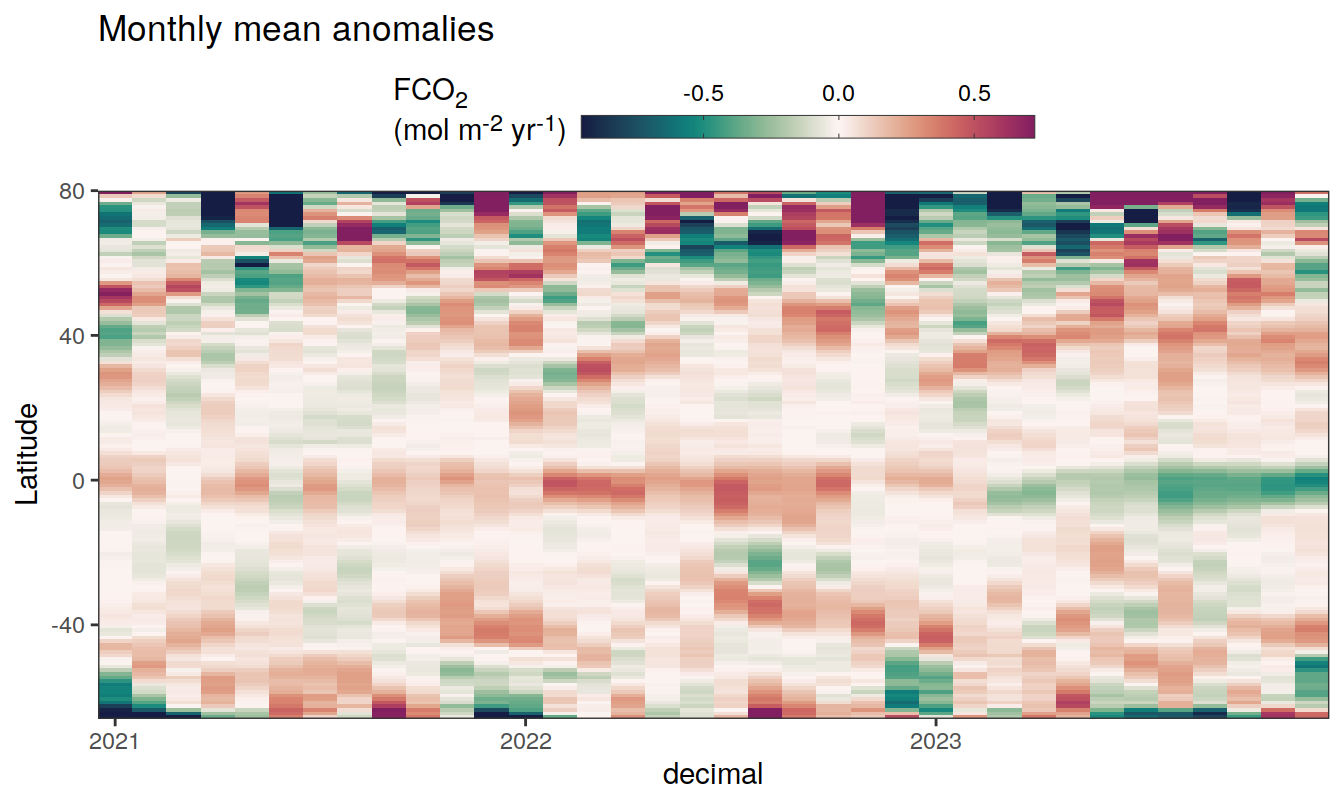 Monthly mean anomalies
FCO₂
(mol m⁻² yr⁻¹)
-0.5 0.0 0.5
80
40
0
-40
Latitude
2021 2022 2023
decimal